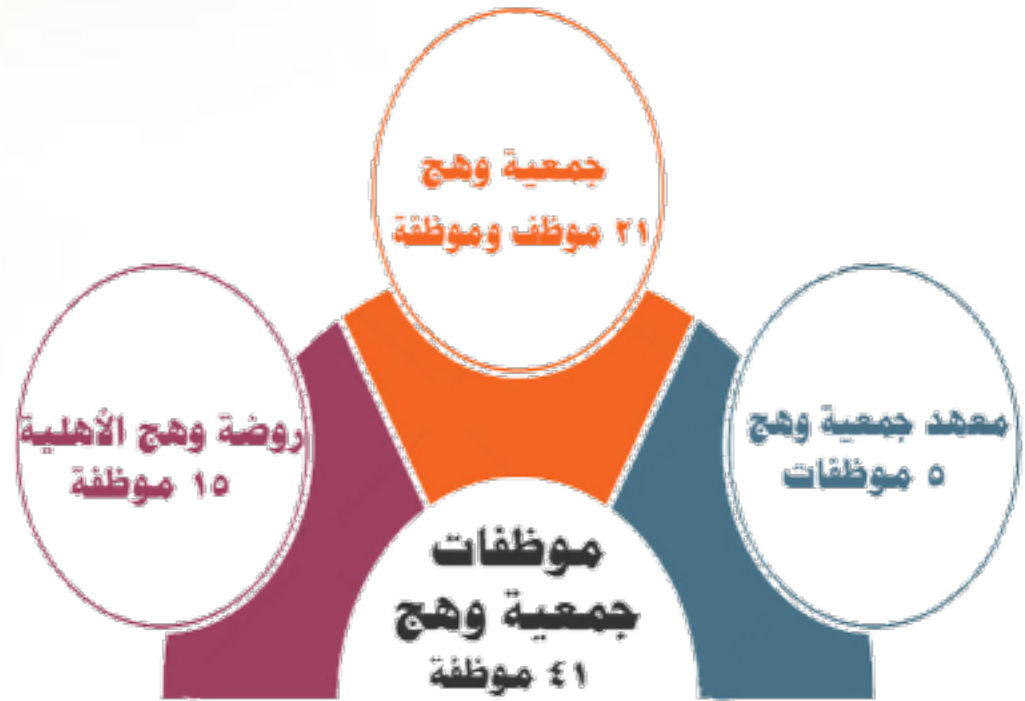 جمعية وهج
٢١ موظف وموظفة
معهد جمعية وهج
٥ موظفات
روضة وهج الأهلية
١٥ موظفة
موظفات
جمعية وهج
٤١ موظفة